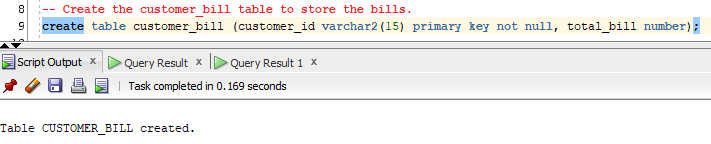 8 -- Create the customer_bill table to store the bills.
9 create table customer_bill (customer_id varchar2(15) primary key not null, total_bill number);
Script Output x Query Result x Query Result 1 x
Task completed in 0.169 seconds
Table CUSTOMER_BILL created.